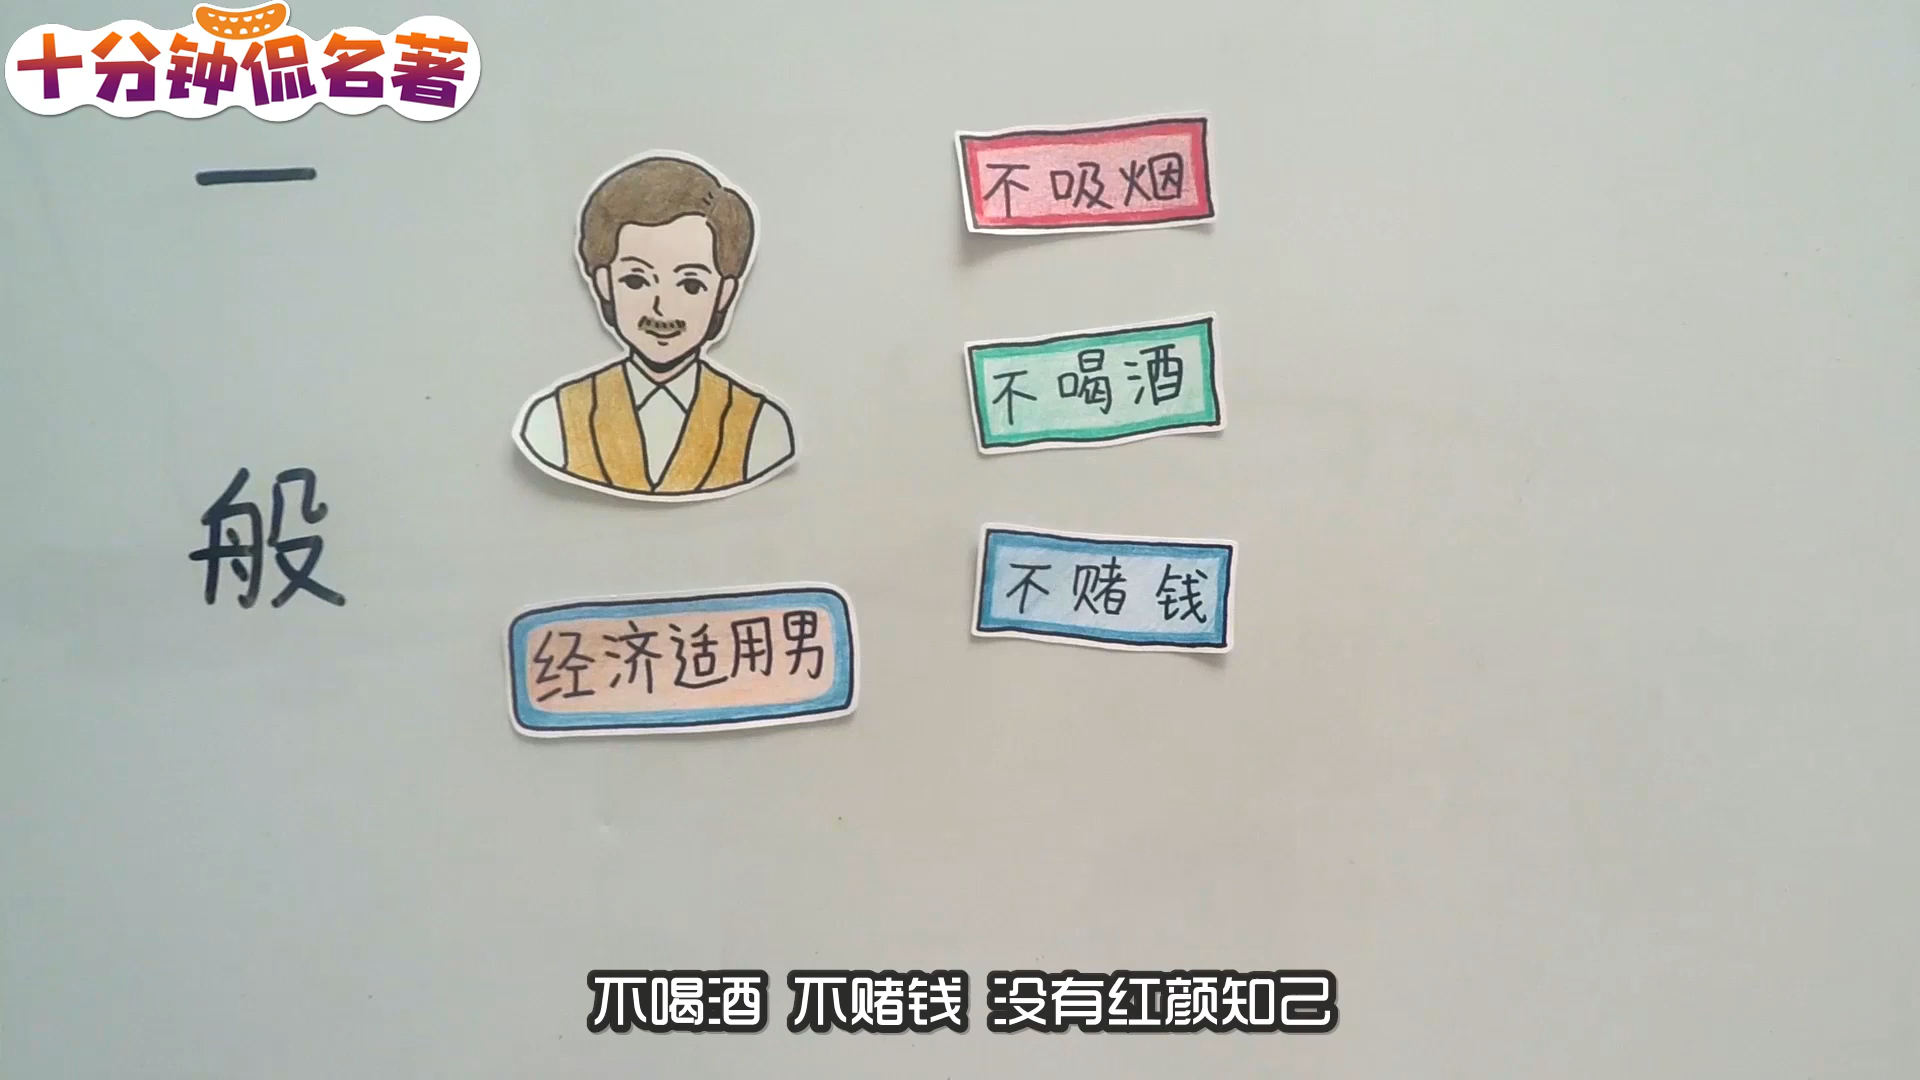 十分钟侃名著
一
般
经济适用男
不吸烟
不喝酒
不赌钱
不喝酒 不赌钱 没有红颜知己